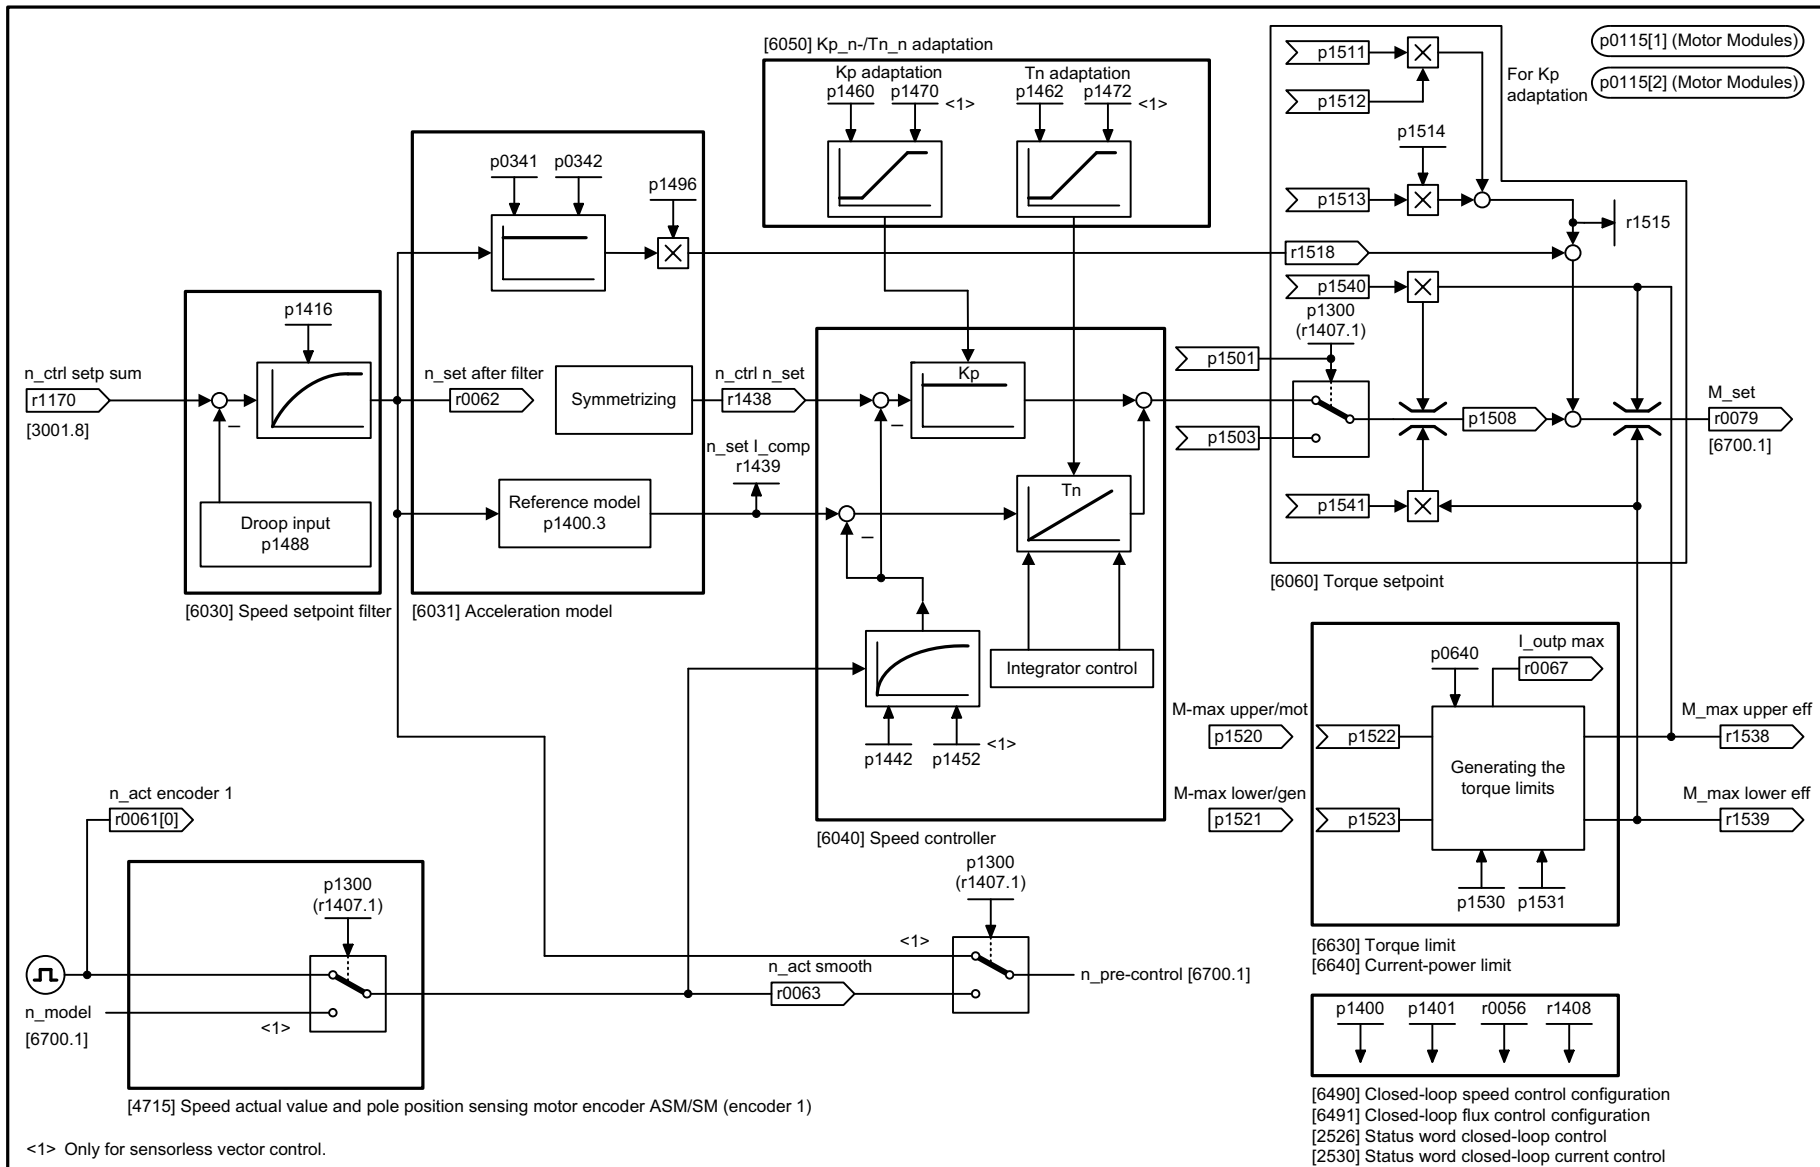 [6050] Kp_n-/Tn_n adaptation
Kp adaptation
p1460
p1470
<1>
Tn adaptation
p1462
p1472
<1>
p1511
p1512
For Kp
adaptation
p0115[1] (Motor Modules)
p0115[2] (Motor Modules)
p1514
p1513
r1515
p0341
p0342
p1496
r1518
p1540
p1300
(r1407.1)
p1501
p1503
p1508
M_set
r0079
[6700.1]
p1541
[6060] Torque setpoint
n_ctrl setp sum
r1170
[3001.8]
p1416
–
Droop input
p1488
[6030] Speed setpoint filter
n_set after filter
r0062
Symmetrizing
n_ctrl n_set
r1438
n_set I_comp
r1439
Reference model
p1400.3
[6031] Acceleration model
Kp
–
Tn
–
Integrator control
p1442
p1452
<1>
[6040] Speed controller
I_outp max
r0067
p0640
M-max upper/mot
p1520
p1522
M-max lower/gen
p1521
p1523
Generating the
torque limits
M_max upper eff
r1538
M_max lower eff
r1539
p1530
p1531
[6630] Torque limit
[6640] Current-power limit
n_act encoder 1
r0061[0]
p1300
(r1407.1)
n_model
[6700.1]
<1>
[4715] Speed actual value and pole position sensing motor encoder ASM/SM (encoder 1)
n_act smooth
r0063
p1300
(r1407.1)
<1>
n_pre-control [6700.1]
p1400
p1401
r0056
r1408
[6490] Closed-loop speed control configuration
[6491] Closed-loop flux control configuration
[2526] Status word closed-loop control
[2530] Status word closed-loop current control
<1> Only for sensorless vector control.